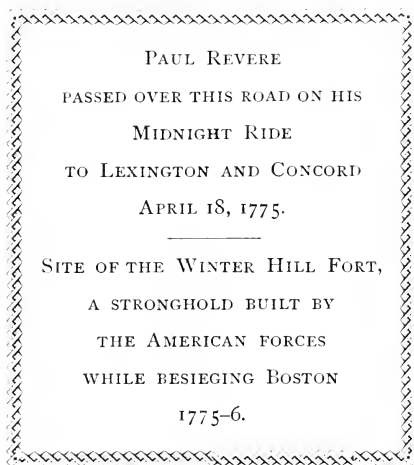 Paul Revere
passed over this road on his
Midnight Ride
to Lexington and Concord
April 18, 1775.
Site of the Winter Hill Fort,
a stronghold built by
the American forces
while besieging Boston
1775–6.